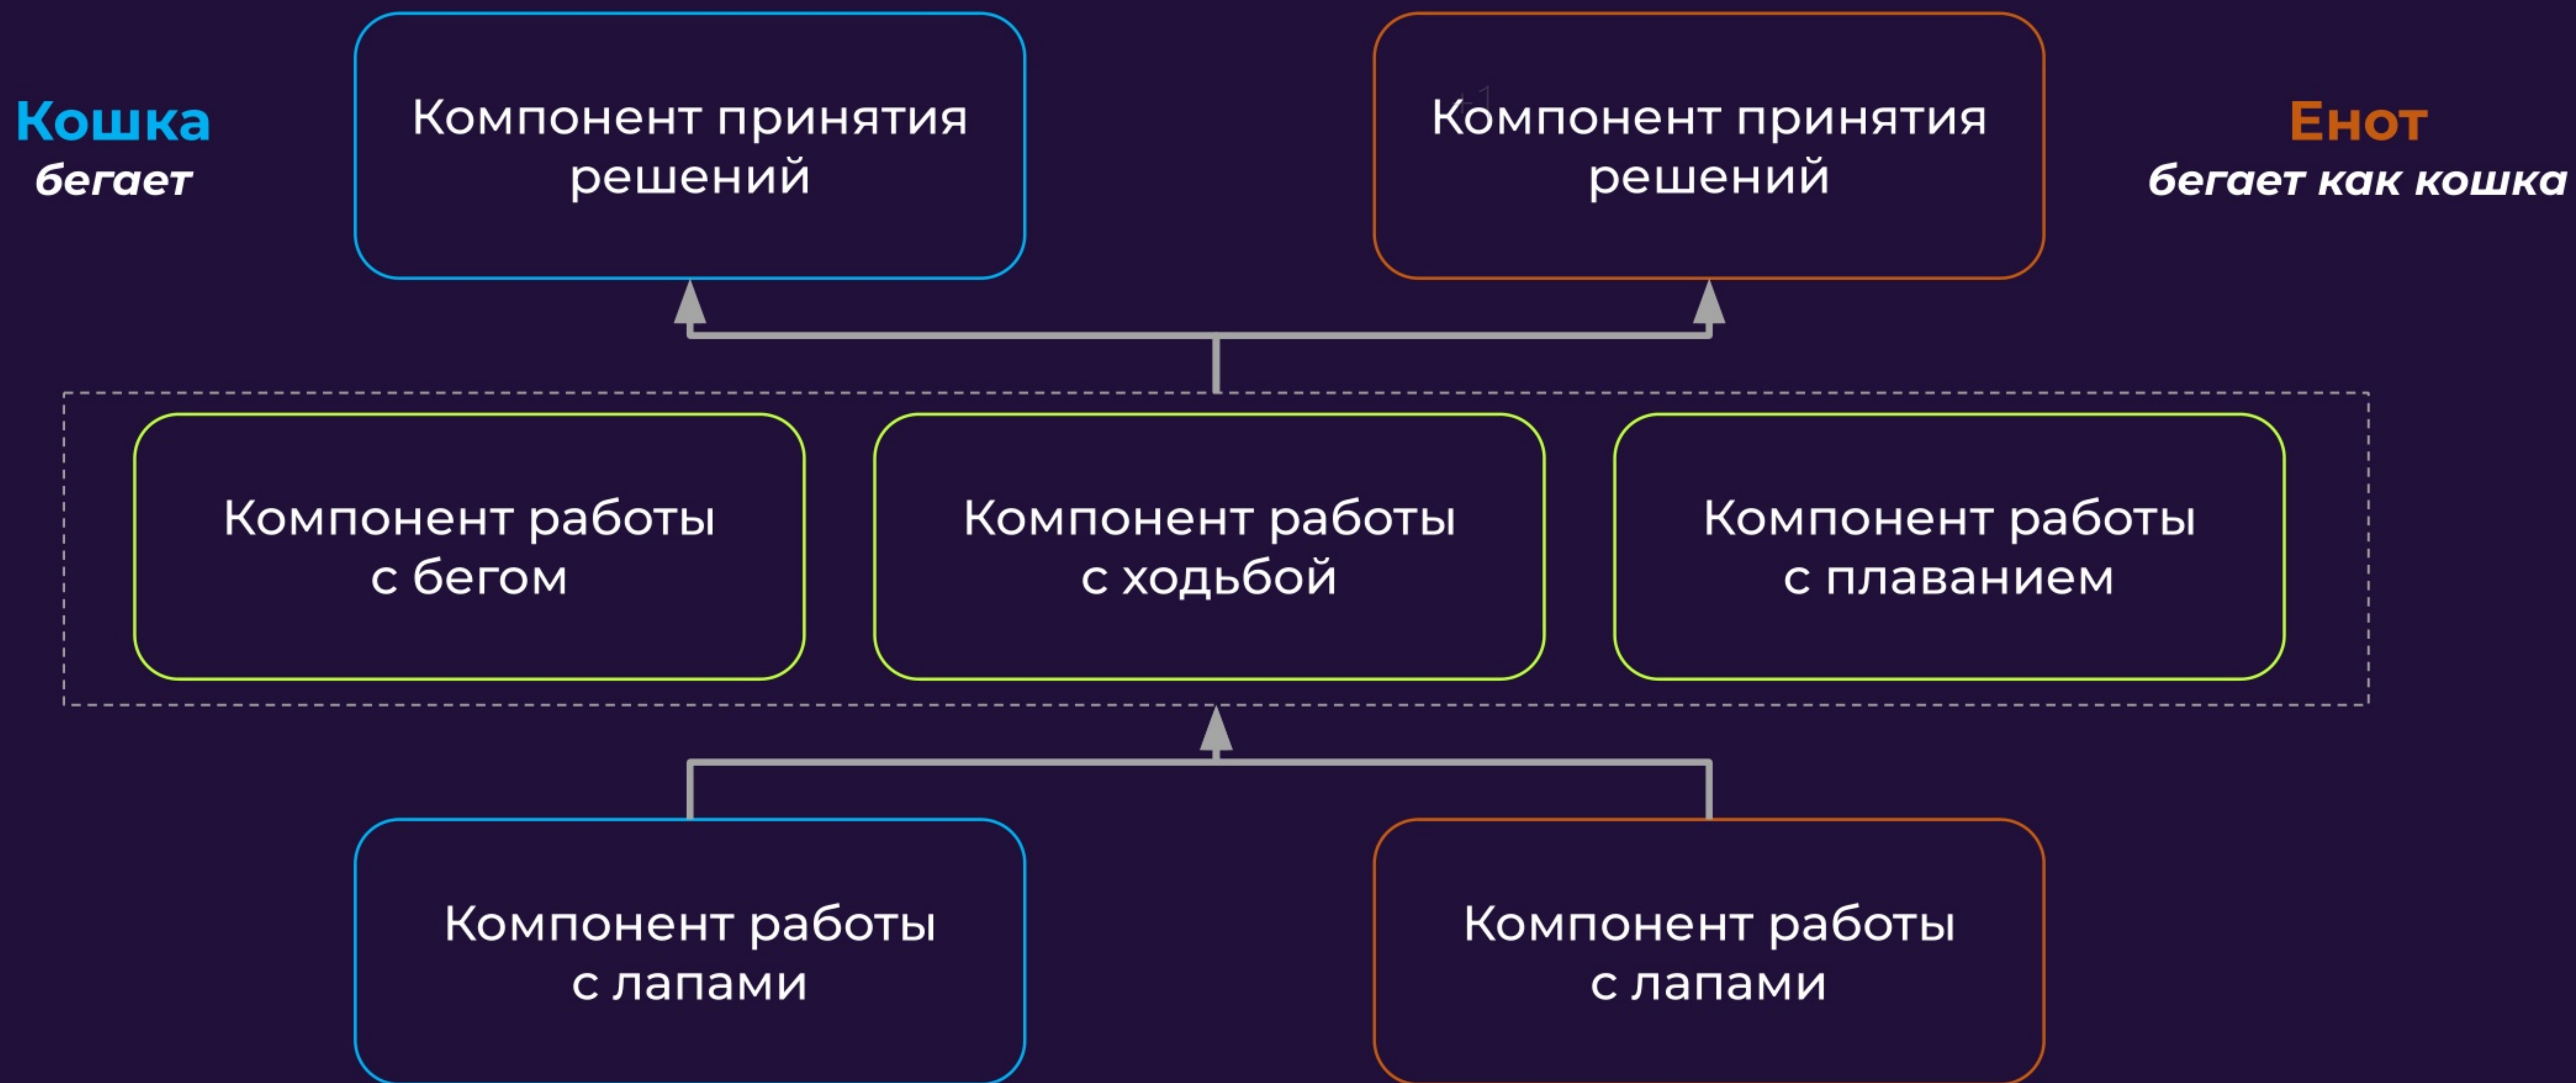 Кошка
бегает
Компонент принятия
решений
+1
Компонент принятия
решений
Енот
бегает как кошка
Компонент работы
с бегом
Компонент работы
с ходьбой
Компонент работы
с плаванием
Компонент работы
с лапами
Компонент работы
с лапами